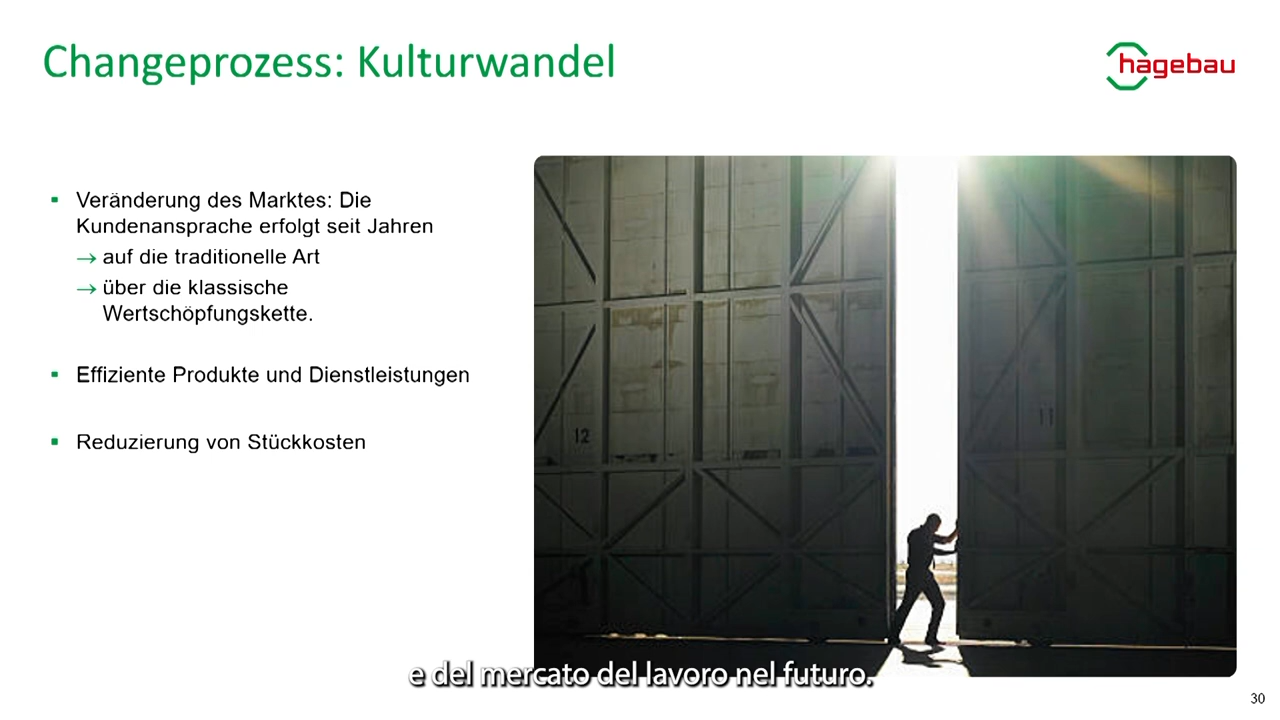 Changeprozess: Kulturwandel
hagebau
▪ Veränderung des Marktes: Die
Kundenansprache erfolgt seit Jahren
→ auf die traditionelle Art
→ über die klassische
Wertschöpfungskette.
▪ Effiziente Produkte und Dienstleistungen
▪ Reduzierung von Stückkosten
12
11
e del mercato del lavoro nel futuro.
30